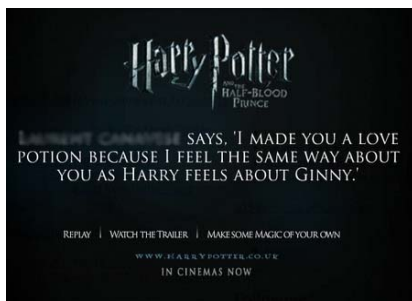 Harry Potter
AND THE
HALF-BLOOD
PRINCE
SAYS, 'I MADE YOU A LOVE
POTION BECAUSE I FEEL THE SAME WAY ABOUT
YOU AS HARRY FEELS ABOUT GINNY.'
REPLAY | WATCH THE TRAILER | MAKE SOME MAGIC OF YOUR OWN
WWW.HARRYPOTTER.CO.UK
IN CINEMAS NOW